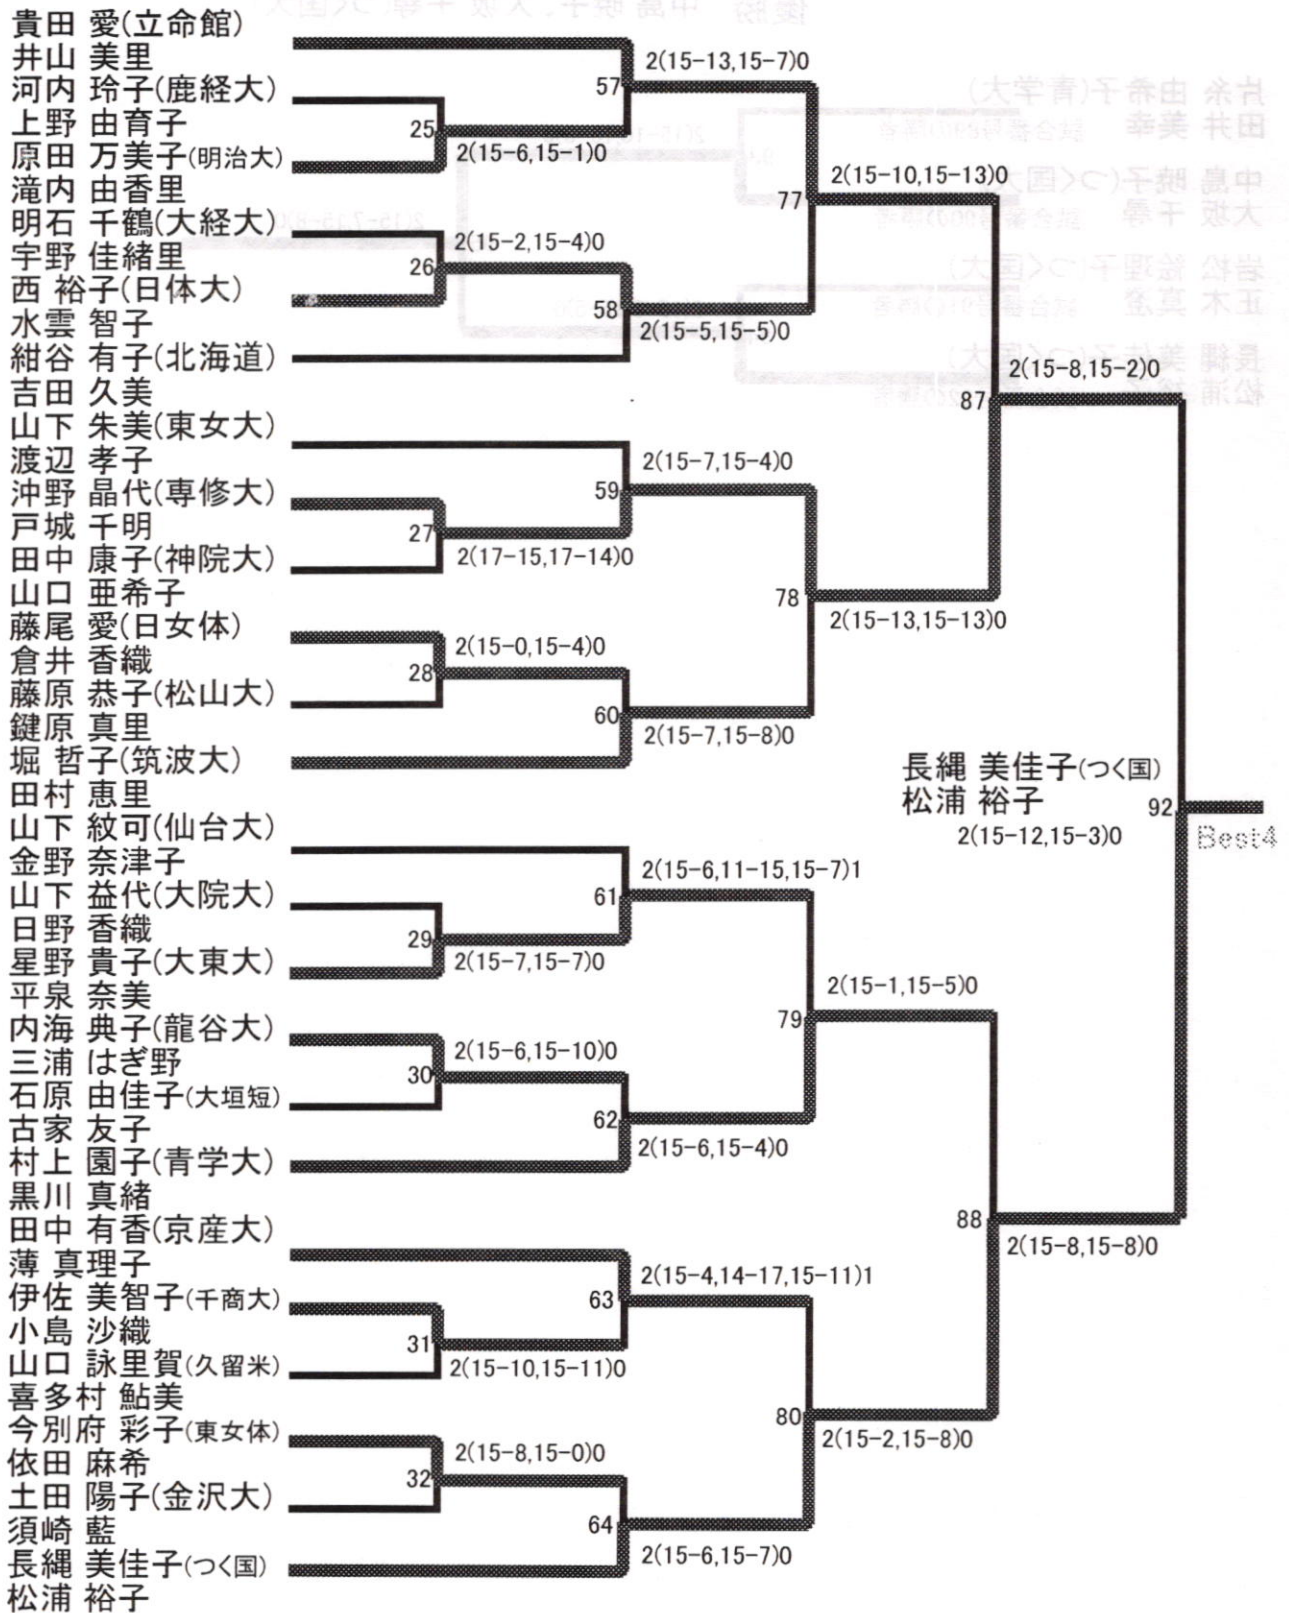 貴田 愛(立命館)
井山 美里
河内 玲子(鹿経大)
上野 由育子
原田 万美子(明治大)
滝内 由香里
明石 千鶴(大経大)
宇野 佳緒里
西 裕子(日体大)
水雲 智子
紺谷 有子(北海道)
吉田 久美
山下 朱美(東女大)
渡辺 孝子
沖野 晶代(専修大)
戸城 千明
田中 康子(神院大)
山口 亜希子
藤尾 愛(日女体)
倉井 香織
藤原 恭子(松山大)
鍵原 真里
堀 哲子(筑波大)
田村 恵里
山下 紋可(仙台大)
金野 奈津子
山下 益代(大院大)
日野 香織
星野 貴子(大東大)
平泉 奈美
内海 典子(龍谷大)
三浦 はぎ野
石原 由佳子(大垣短)
古家 友子
村上 園子(青学大)
黒川 真緒
田中 有香(京産大)
薄 真理子
伊佐 美智子(千商大)
小島 沙織
山口 詠里賀(久留米)
喜多村 鮎美
今別府 彩子(東女体)
依田 麻希
土田 陽子(金沢大)
須崎 藍
長縄 美佳子(つく国)
松浦 裕子
25
2(15-6,15-1)0
26
2(15-2,15-4)0
27
2(17-15,17-14)0
28
2(15-0,15-4)0
29
2(15-7,15-7)0
30
2(15-6,15-10)0
31
2(15-10,15-11)0
32
2(15-8,15-0)0
57
2(15-13,15-7)0
58
2(15-5,15-5)0
59
2(15-7,15-4)0
60
2(15-7,15-8)0
61
2(15-6,11-15,15-7)1
62
2(15-6,15-4)0
63
2(15-4,14-17,15-11)1
64
2(15-6,15-7)0
77
2(15-10,15-13)0
78
2(15-13,15-13)0
79
2(15-1,15-5)0
80
2(15-2,15-8)0
87
2(15-8,15-2)0
88
2(15-8,15-8)0
長縄 美佳子(つく国)
松浦 裕子
92
2(15-12,15-3)0
Best4